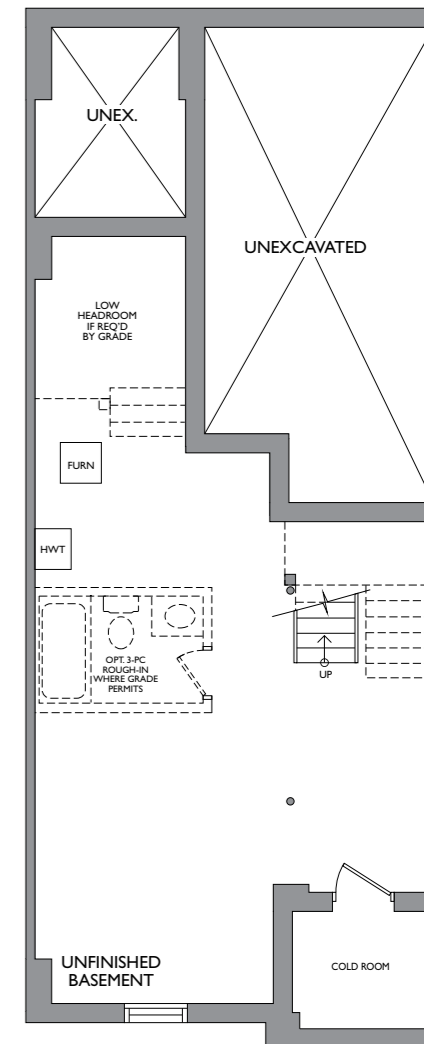 UNEX.
UNEXCAVATED
LOW
HEADROOM
IF REQ'D
BY GRADE
FURN
HWT
OPT. 3-PC
ROUGH-IN
WHERE GRADE
PERMITS
UP
UNFINISHED
BASEMENT
COLD ROOM